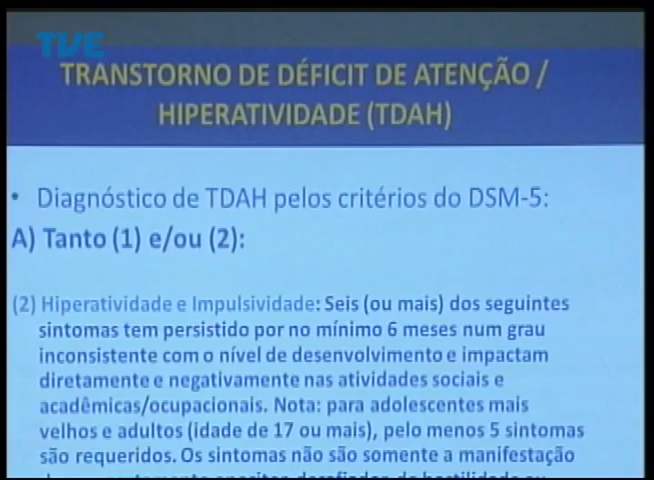 TVE
TRANSTORNO DE DÉFICIT DE ATENÇÃO /
HIPERATIVIDADE (TDAH)
• Diagnóstico de TDAH pelos critérios do DSM-5:
A) Tanto (1) e/ou (2):
(2) Hiperatividade e Impulsividade: Seis (ou mais) dos seguintes
sintomas tem persistido por no mínimo 6 meses num grau
inconsistente com o nível de desenvolvimento e impactam
diretamente e negativamente nas atividades sociais e
acadêmicas/ocupacionais. Nota: para adolescentes mais
velhos e adultos (idade de 17 ou mais), pelo menos 5 sintomas
são requeridos. Os sintomas não são somente a manifestação